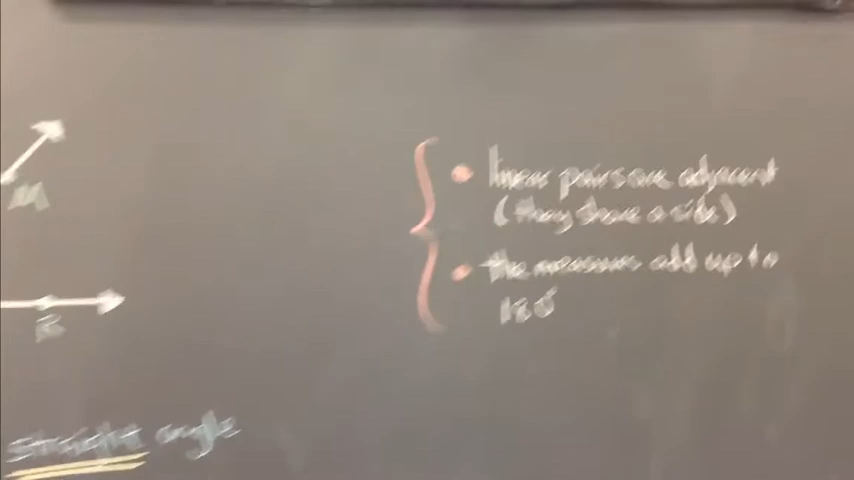 M
• linear pairs are adjacent
(they share a side)
• the measures add up to
180°
B
straight angle